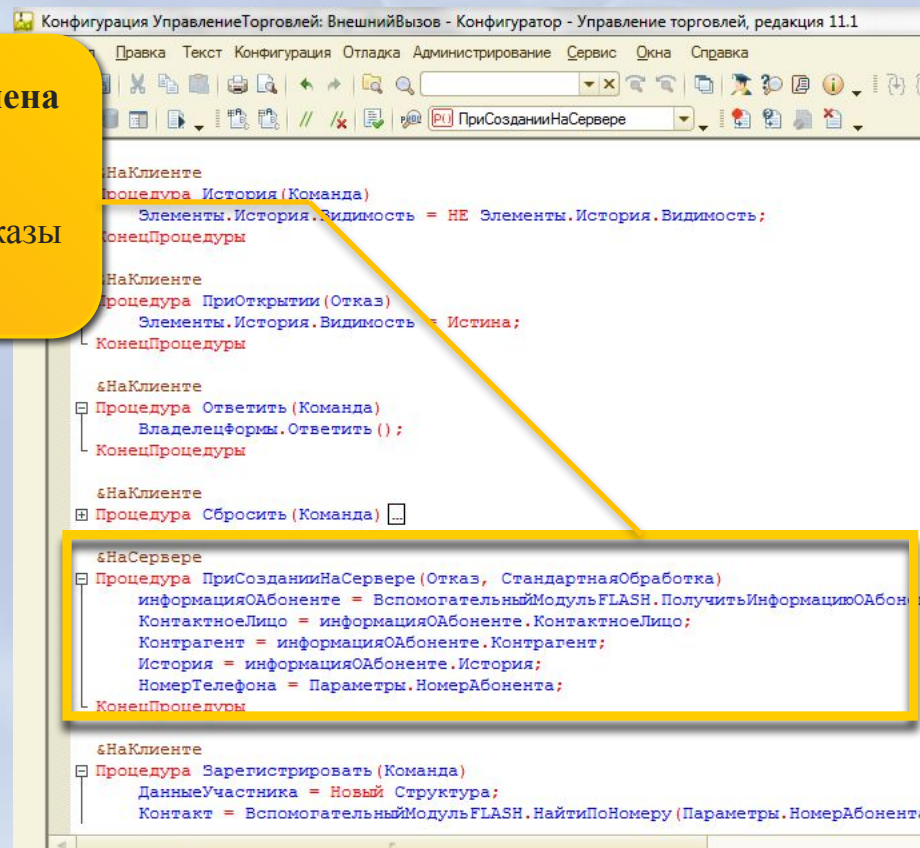 Конфигурация УправлениеТорговлей: ВнешнийВызов - Конфигуратор - Управление торговлей, редакция 11.1
Правка Текст Конфигурация Отладка Администрирование Сервис Окна Справка
ПриСозданииНаСервере
&НаКлиенте
Процедура История(Команда)
Элементы.История.Видимость = НЕ Элементы.История.Видимость;
КонецПроцедуры
&НаКлиенте
Процедура ПриОткрытии(Отказ)
Элементы.История.Видимость = Истина;
КонецПроцедуры
&НаКлиенте
Процедура Ответить(Команда)
ВладелецФормы.Ответить();
КонецПроцедуры
&НаКлиенте
Процедура Сбросить(Команда) ...
&НаСервере
Процедура ПриСозданииНаСервере(Отказ, СтандартнаяОбработка)
информацияОАбоненте = ВспомогательныйМодульFLASH.ПолучитьИнформациюОАбоне
КонтактноеЛицо = информацияОАбоненте.КонтактноеЛицо;
Контрагент = информацияОАбоненте.Контрагент;
История = информацияОАбоненте.История;
НомерТелефона = Параметры.НомерАбонента;
КонецПроцедуры
&НаКлиенте
Процедура Зарегистрировать(Команда)
ДанныеУчастника = Новый Структура;
Контакт = ВспомогательныйМодульFLASH.НайтиПоНомеру(Параметры.НомерАбонента